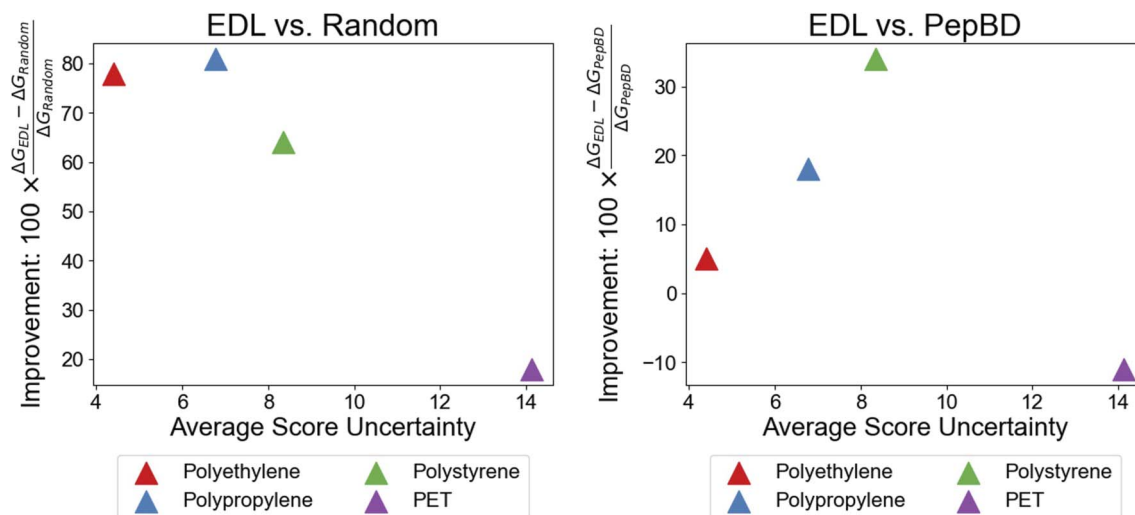 EDL vs. Random
Improvement: 100 × ΔG_EDL − ΔG_Random / ΔG_Random
80
70
60
50
40
30
20
4 6 8 10 12 14
Average Score Uncertainty
Polyethylene Polystyrene
Polypropylene PET
EDL vs. PepBD
Improvement: 100 × ΔG_EDL − ΔG_PepBD / ΔG_PepBD
30
20
10
0
−10
4 6 8 10 12 14
Average Score Uncertainty
Polyethylene Polystyrene
Polypropylene PET